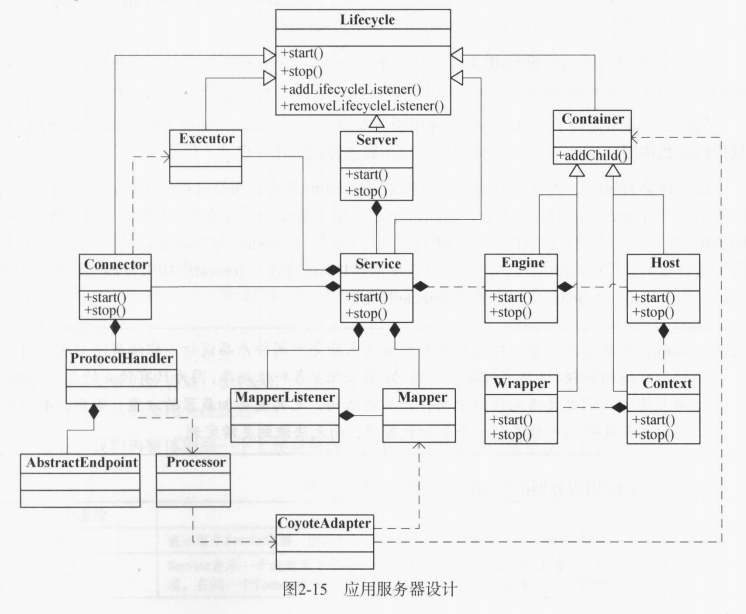 Lifecycle
+start()
+stop()
+addLifecycleListener()
+removeLifecycleListener()
Executor
Server
+start()
+stop()
Container
+addChild()
Connector
+start()
+stop()
Service
+start()
+stop()
Engine
+start()
+stop()
Host
+start()
+stop()
ProtocolHandler
MapperListener
Mapper
Wrapper
+start()
+stop()
Context
+start()
+stop()
AbstractEndpoint
Processor
CoyoteAdapter
图2-15 应用服务器设计